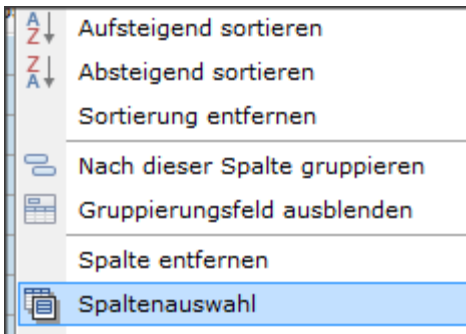 Aufsteigend sortieren
Absteigend sortieren
Sortierung entfernen
Nach dieser Spalte gruppieren
Gruppierungsfeld ausblenden
Spalte entfernen
Spaltenauswahl